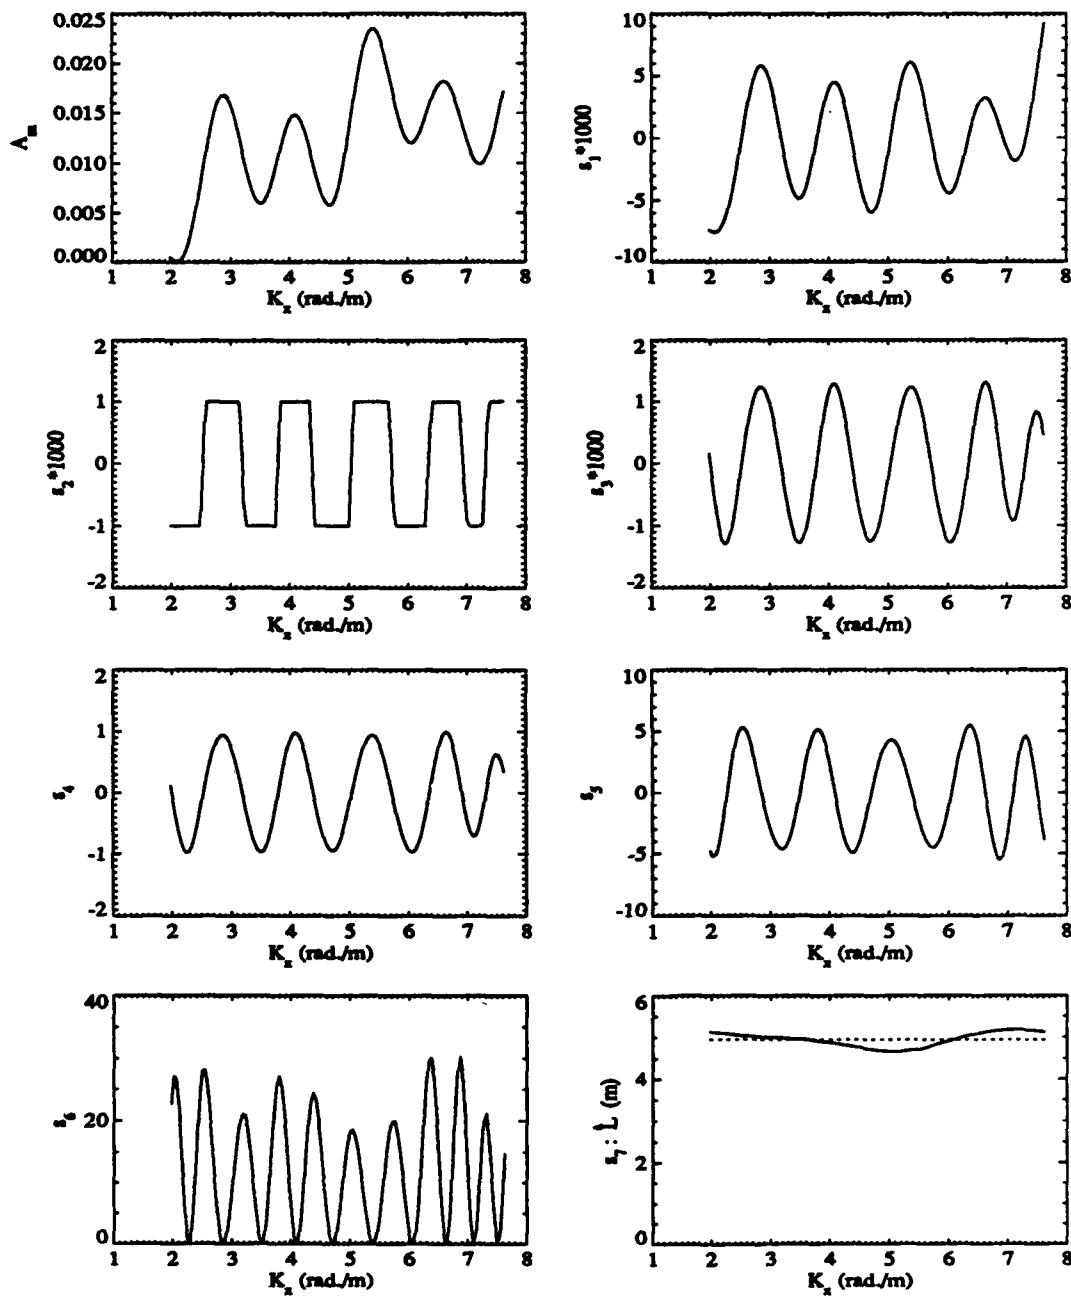 0.025
0.020
0.015
0.010
0.005
0.000
A_m
1 2 3 4 5 6 7 8
K_x (rad./m)
10
5
0
-5
-10
s_1*1000
1 2 3 4 5 6 7 8
K_x (rad./m)
2
1
0
-1
-2
s_2*1000
1 2 3 4 5 6 7 8
K_x (rad./m)
2
1
0
-1
-2
s_3*1000
1 2 3 4 5 6 7 8
K_x (rad./m)
2
1
0
-1
-2
s_4
1 2 3 4 5 6 7 8
K_x (rad./m)
10
5
0
-5
-10
s_5
1 2 3 4 5 6 7 8
K_x (rad./m)
40
20
0
s_6
1 2 3 4 5 6 7 8
K_x (rad./m)
6
4
2
0
s_7: L̂ (m)
1 2 3 4 5 6 7 8
K_x (rad./m)